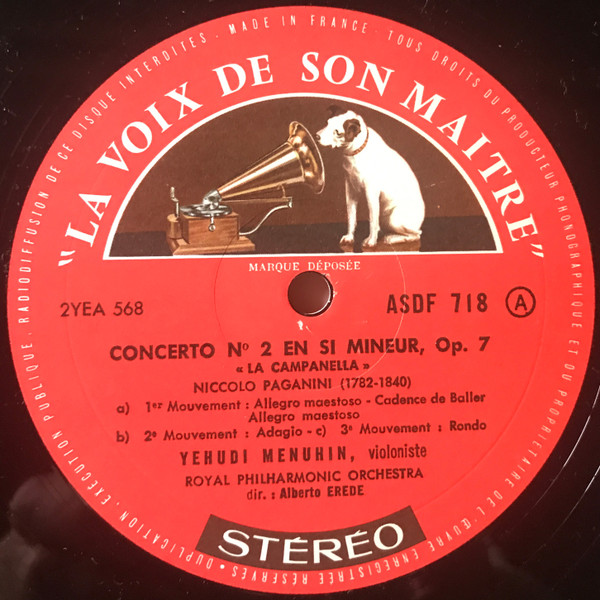 MADE IN FRANCE. TOUS DROITS DU PRODUCTEUR PHONOGRAPHIQUE ET DU PROPRIETAIRE DE L'ŒUVRE ENREGISTRÉE RÉSERVÉS • DUPLICATION. EXÉCUTION PUBLIQUE. RADIODIFFUSION DE CE DISQUE INTERDITES.
"LA VOIX DE SON MAITRE"
MARQUE DÉPOSÉE
2YEA 568
ASDF 718 A
CONCERTO No 2 EN SI MINEUR, Op. 7
« LA CAMPANELLA »
NICCOLO PAGANINI (1782-1840)
a) 1er Mouvement : Allegro maestoso - Cadence de Baller
Allegro maestoso
b) 2e Mouvement : Adagio - c) 3e Mouvement : Rondo
YEHUDI MENUHIN, violoniste
ROYAL PHILHARMONIC ORCHESTRA
dir. : Alberto EREDE
STÉRÉO